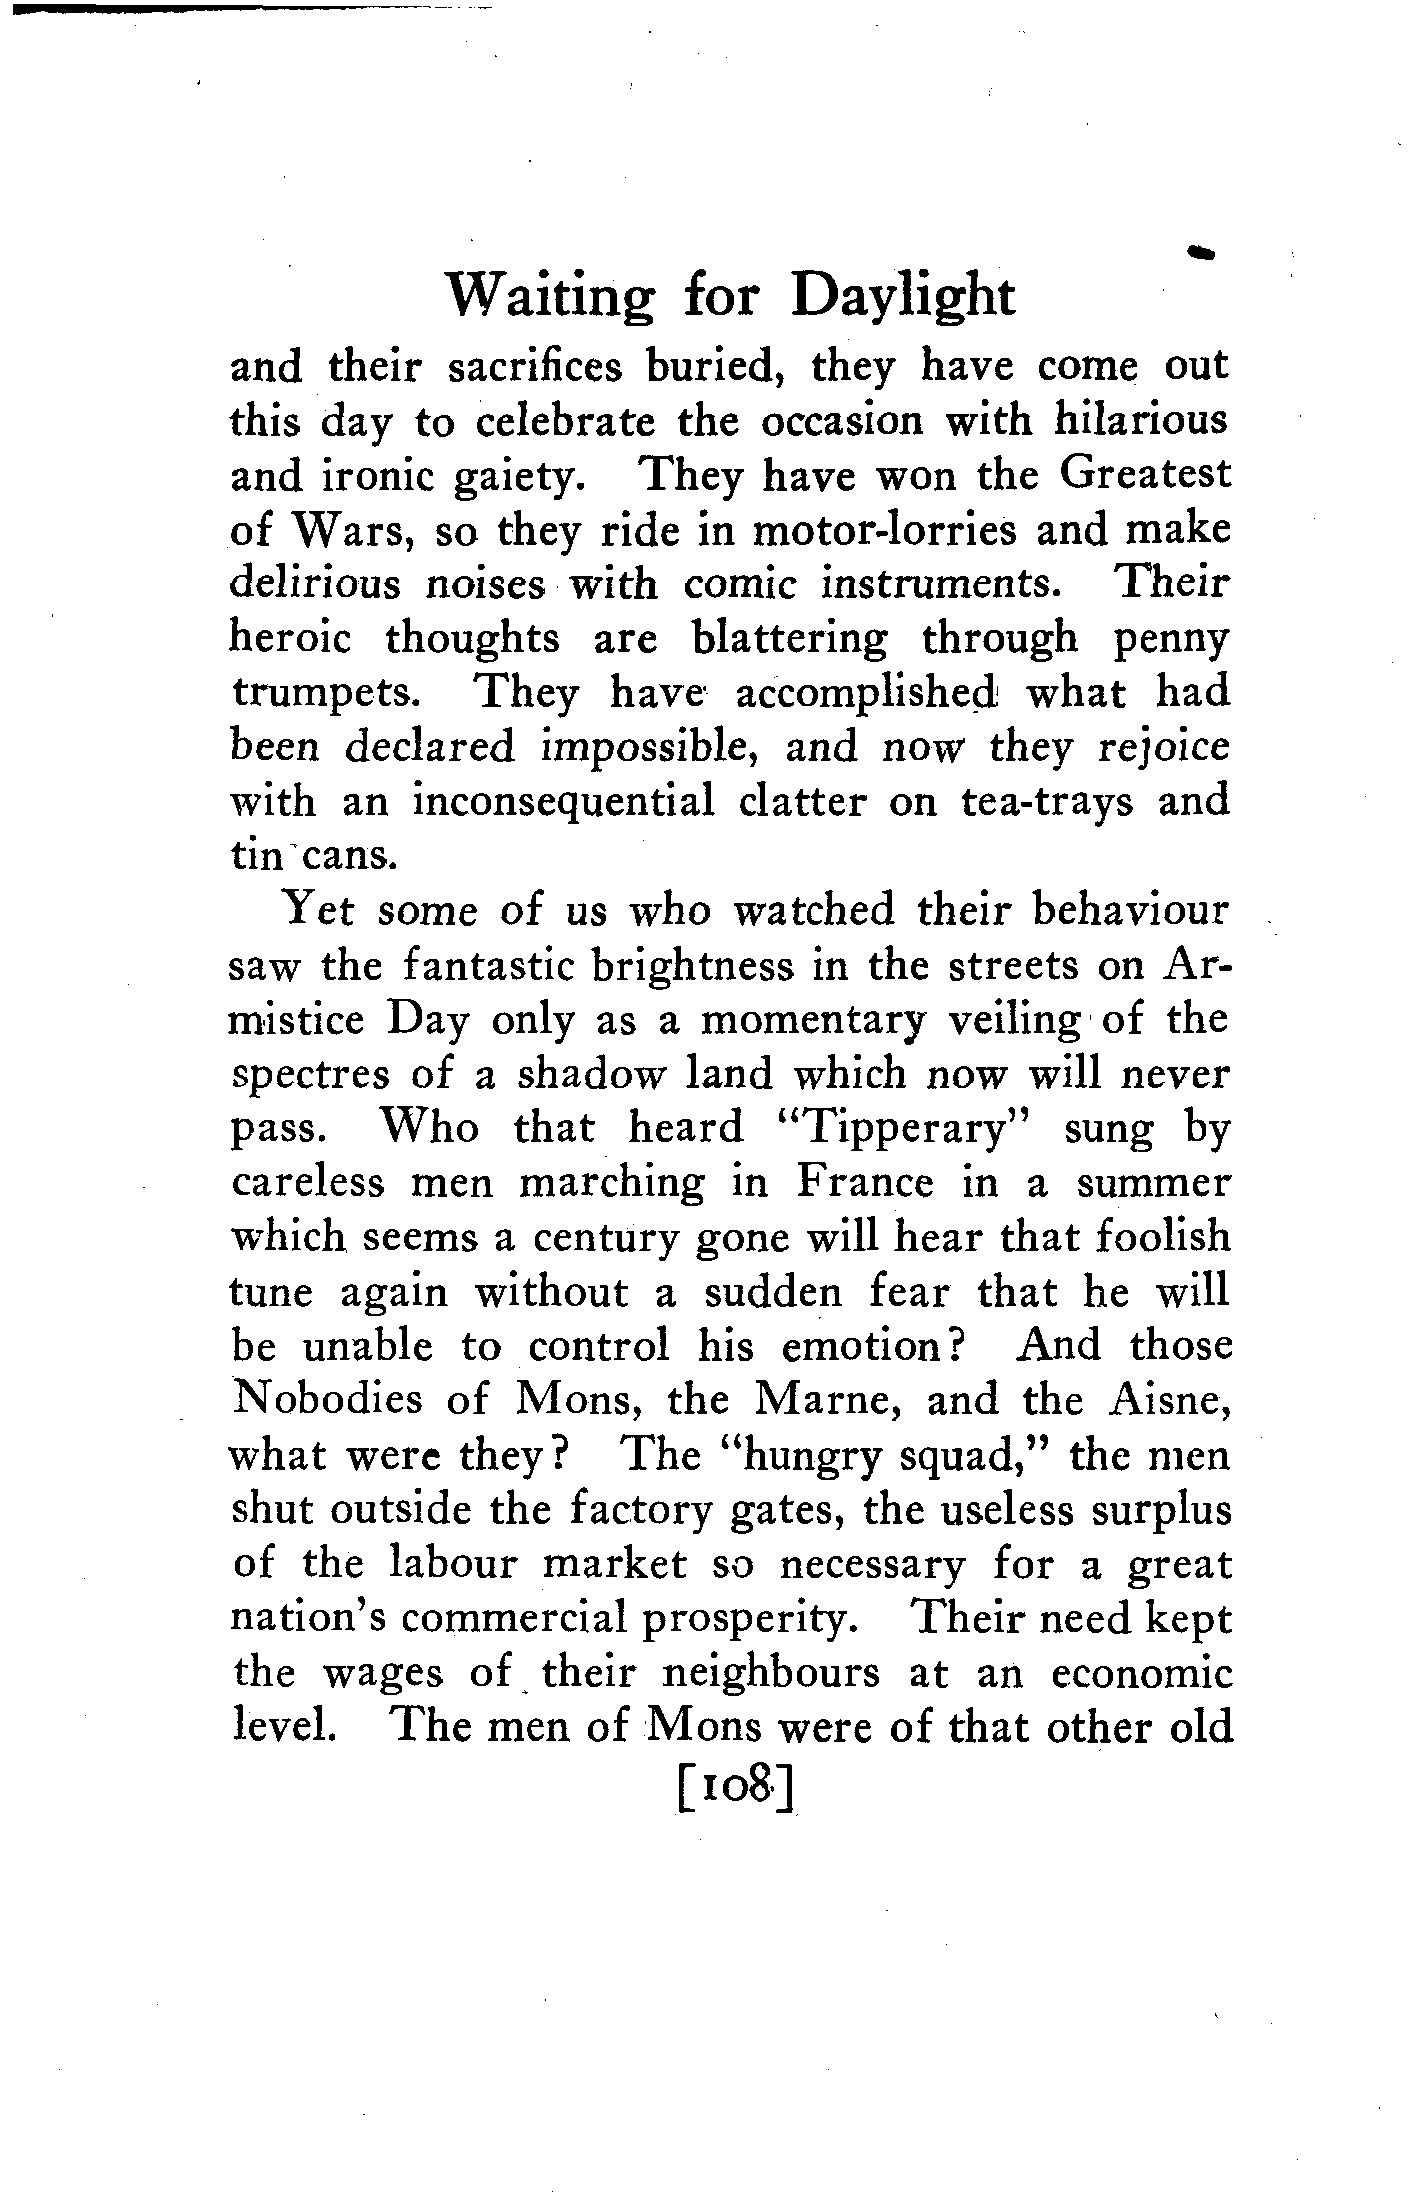 Waiting for Daylight
and their sacrifices buried, they have come out
this day to celebrate the occasion with hilarious
and ironic gaiety. They have won the Greatest
of Wars, so they ride in motor-lorries and make
delirious noises with comic instruments. Their
heroic thoughts are blattering through penny
trumpets. They have accomplished what had
been declared impossible, and now they rejoice
with an inconsequential clatter on tea-trays and
tin cans.
Yet some of us who watched their behaviour
saw the fantastic brightness in the streets on Ar-
mistice Day only as a momentary veiling of the
spectres of a shadow land which now will never
pass. Who that heard "Tipperary" sung by
careless men marching in France in a summer
which seems a century gone will hear that foolish
tune again without a sudden fear that he will
be unable to control his emotion? And those
Nobodies of Mons, the Marne, and the Aisne,
what were they? The "hungry squad," the men
shut outside the factory gates, the useless surplus
of the labour market so necessary for a great
nation's commercial prosperity. Their need kept
the wages of their neighbours at an economic
level. The men of Mons were of that other old
[108]